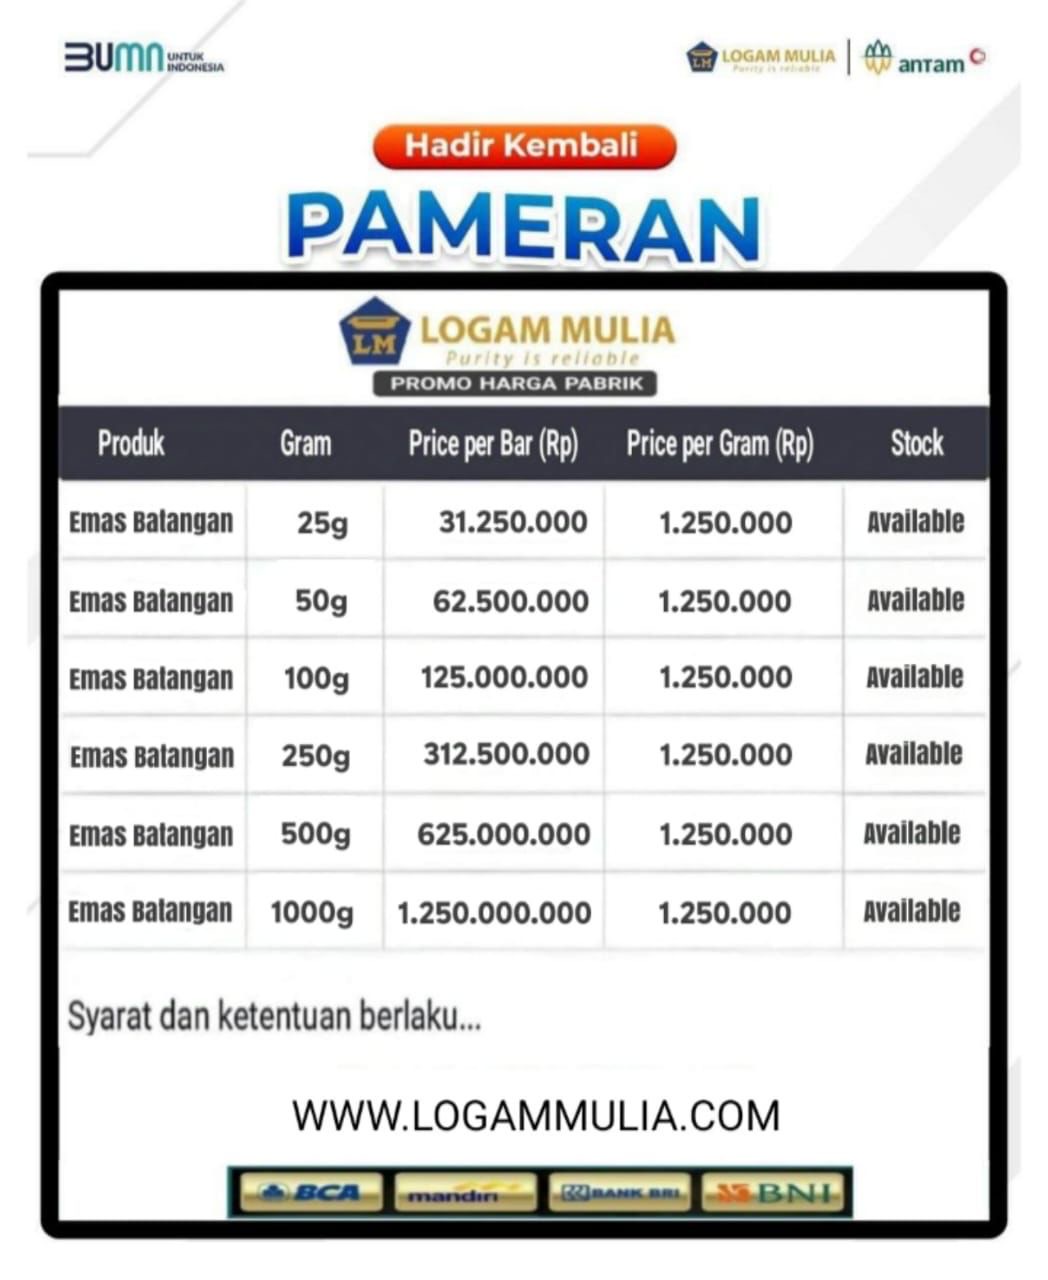 BUMN UNTUK INDONESIA
LM LOGAM MULIA
Purity is reliable
antam
Hadir Kembali
PAMERAN
LM LOGAM MULIA
Purity is reliable
PROMO HARGA PABRIK
Produk Gram Price per Bar (Rp) Price per Gram (Rp) Stock
Emas Batangan 25g 31.250.000 1.250.000 Available
Emas Batangan 50g 62.500.000 1.250.000 Available
Emas Batangan 100g 125.000.000 1.250.000 Available
Emas Batangan 250g 312.500.000 1.250.000 Available
Emas Batangan 500g 625.000.000 1.250.000 Available
Emas Batangan 1000g 1.250.000.000 1.250.000 Available
Syarat dan ketentuan berlaku...
WWW.LOGAMMULIA.COM
BCA mandiri BANK BRI BNI